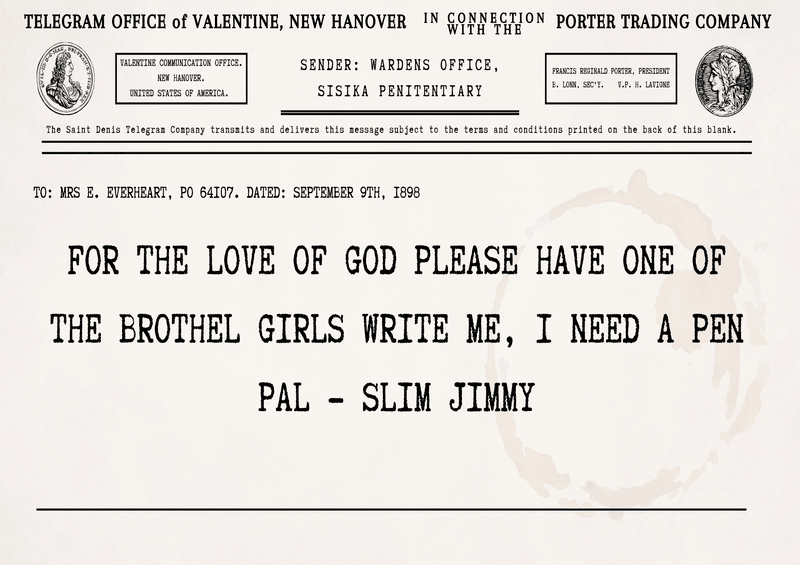 TELEGRAM OFFICE of VALENTINE, NEW HANOVER IN CONNECTION WITH THE PORTER TRADING COMPANY
VALENTINE COMMUNICATION OFFICE.
NEW HANOVER.
UNITED STATES OF AMERICA.
SENDER: WARDENS OFFICE,
SISIKA PENITENTIARY
FRANCIS REGINALD PORTER, PRESIDENT
B. LONN, SEC'Y. V.P. H. LAVIGNE
The Saint Denis Telegram Company transmits and delivers this message subject to the terms and conditions printed on the back of this blank.
TO: MRS E. EVERHEART, PO 64107. DATED: SEPTEMBER 9TH, 1898
FOR THE LOVE OF GOD PLEASE HAVE ONE OF
THE BROTHEL GIRLS WRITE ME, I NEED A PEN
PAL – SLIM JIMMY